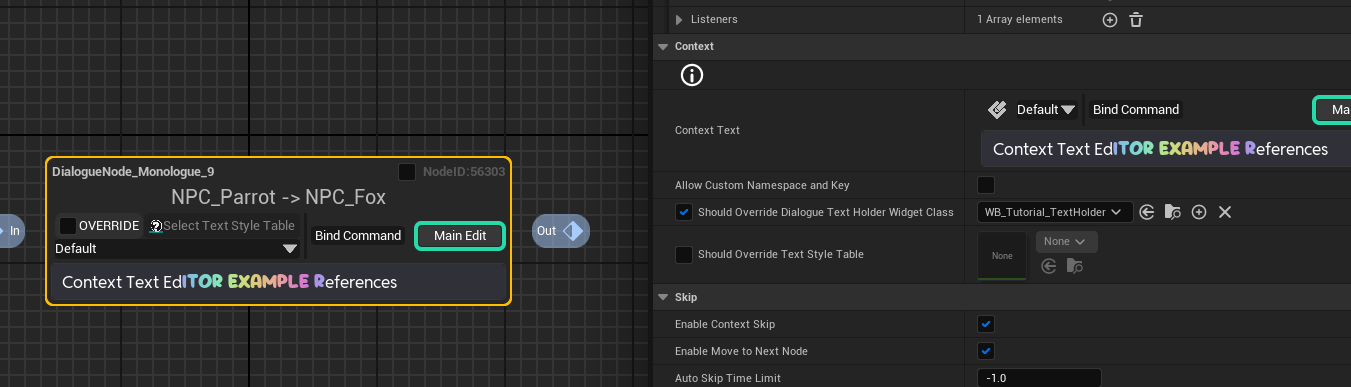 DialogueNode_Monologue_9
NodeID:56303
NPC_Parrot -> NPC_Fox
OVERRIDE
Select Text Style Table
Default
Bind Command
Main Edit
Context Text EdITOR EXAMPLE References
In
Out
Listeners
1 Array elements
Context
Context Text
Default
Bind Command
Ma
Context Text EdITOR EXAMPLE References
Allow Custom Namespace and Key
Should Override Dialogue Text Holder Widget Class
WB_Tutorial_TextHolder
Should Override Text Style Table
None
None
Skip
Enable Context Skip
Enable Move to Next Node
Auto Skip Time Limit
-1.0